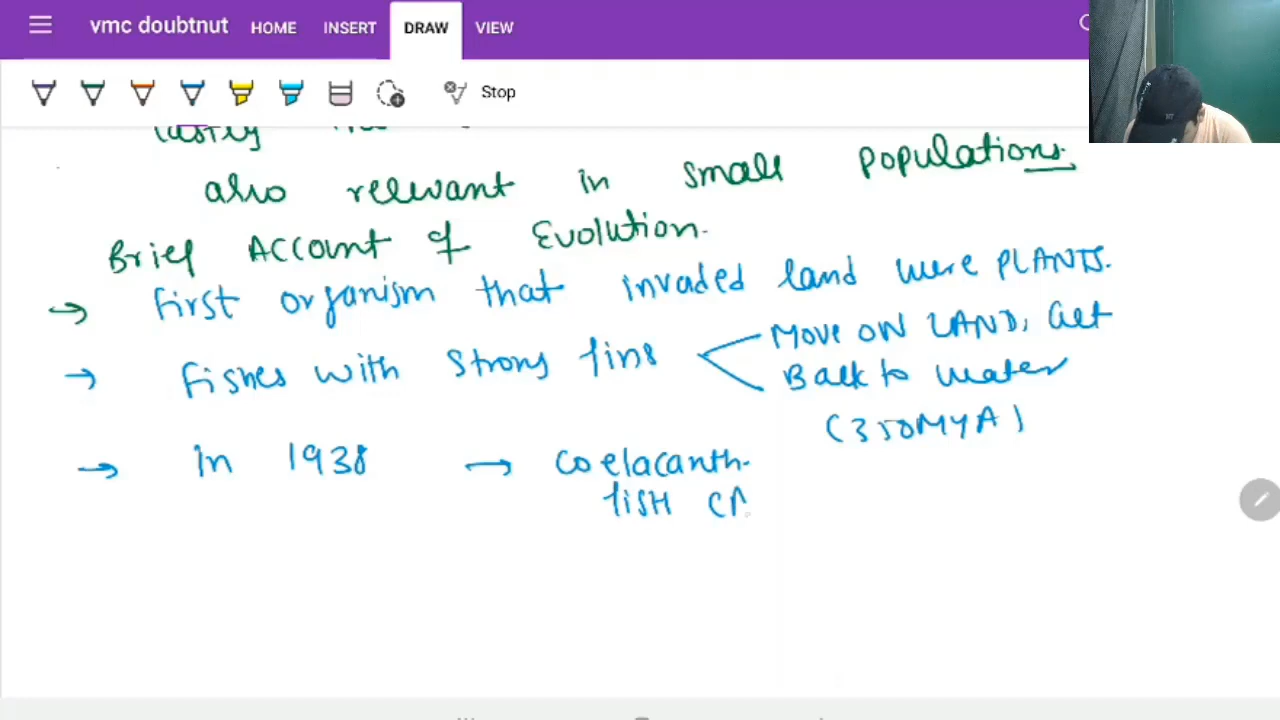 vmc doubtnut HOME INSERT DRAW VIEW
Stop
lastly
also relevant in small populations.
Brief Account of Evolution.
→ First organism that invaded land were PLANTS.
→ Fishes with strong fins Move ON LAND, Get
Back to water
(350MYA)
→ In 1938 → coelacanth
fish